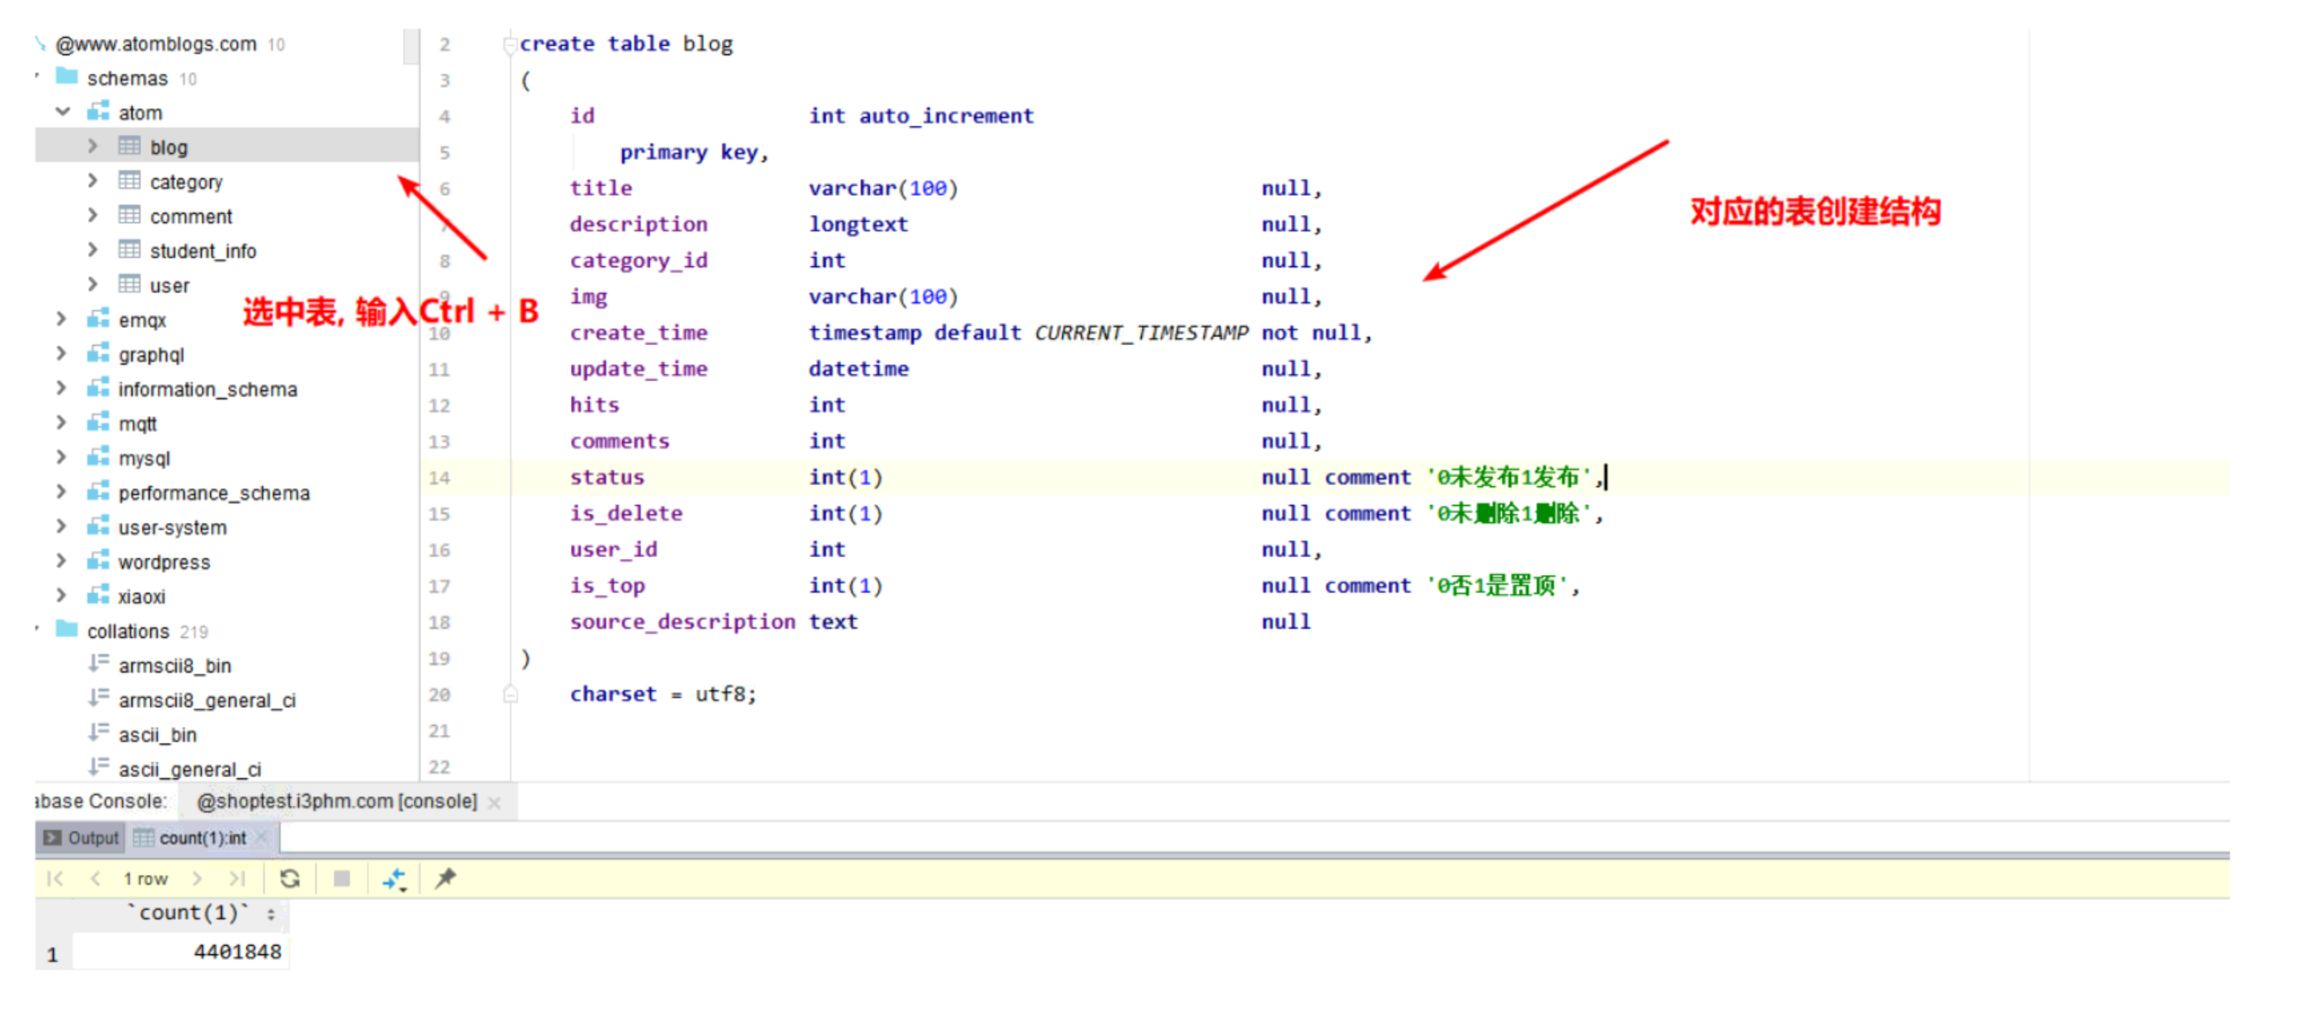 @www.atomblogs.com 10
schemas 10
atom
blog
category
comment
student_info
user
emqx
graphql
information_schema
mqtt
mysql
performance_schema
user-system
wordpress
xiaoxi
collations 219
armscii8_bin
armscii8_general_ci
ascii_bin
ascii_general_ci
选中表, 输入Ctrl + B
2 create table blog
3 (
4 id int auto_increment
5 primary key,
6 title varchar(100) null,
7 description longtext null,
8 category_id int null,
9 img varchar(100) null,
10 create_time timestamp default CURRENT_TIMESTAMP not null,
11 update_time datetime null,
12 hits int null,
13 comments int null,
14 status int(1) null comment '0未发布1发布',
15 is_delete int(1) null comment '0未删除1删除',
16 user_id int null,
17 is_top int(1) null comment '0否1是置顶',
18 source_description text null
19 )
20 charset = utf8;
21
22
对应的表创建结构
abase Console: @shoptest.i3phm.com [console]
Output count(1):int
1 row
`count(1)`
1 4401848